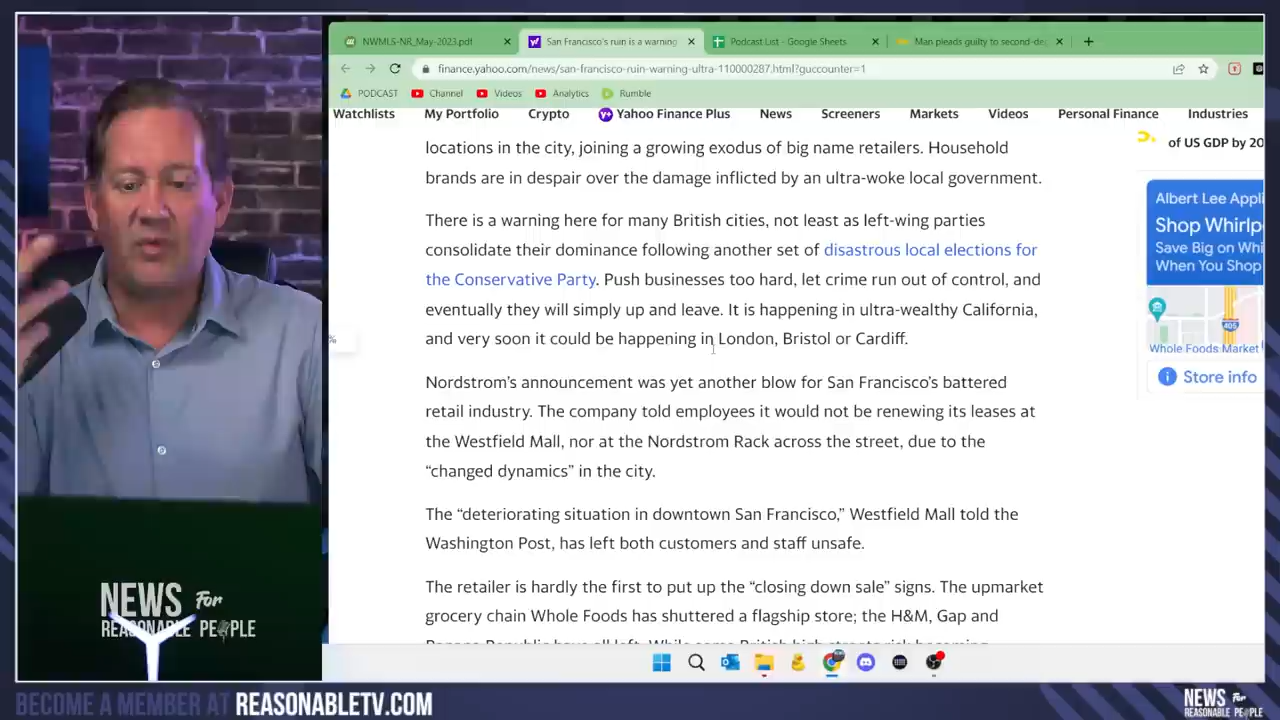 NWMLS-NR_May-2023.pdf
San Francisco's ruin is a warning
Podcast List - Google Sheets
Man pleads guilty to second-de
finance.yahoo.com/news/san-francisco-ruin-warning-ultra-110000287.html?guccounter=1
PODCAST Channel Videos Analytics Rumble
Watchlists My Portfolio Crypto Yahoo Finance Plus News Screeners Markets Videos Personal Finance Industries
locations in the city, joining a growing exodus of big name retailers. Household
brands are in despair over the damage inflicted by an ultra-woke local government.
There is a warning here for many British cities, not least as left-wing parties
consolidate their dominance following another set of disastrous local elections for
the Conservative Party. Push businesses too hard, let crime run out of control, and
eventually they will simply up and leave. It is happening in ultra-wealthy California,
and very soon it could be happening in London, Bristol or Cardiff.
Nordstrom's announcement was yet another blow for San Francisco's battered
retail industry. The company told employees it would not be renewing its leases at
the Westfield Mall, nor at the Nordstrom Rack across the street, due to the
“changed dynamics” in the city.
The “deteriorating situation in downtown San Francisco,” Westfield Mall told the
Washington Post, has left both customers and staff unsafe.
The retailer is hardly the first to put up the “closing down sale” signs. The upmarket
grocery chain Whole Foods has shuttered a flagship store; the H&M, Gap and
of US GDP by 20
Albert Lee Appl
Shop Whirlp
Save Big on Whi
When You Shop
405
Whole Foods Market
Store info
%
NEWS For
REASONABLE PEOPLE
BECOME A MEMBER AT REASONABLETV.COM
NEWS For
REASONABLE PEOPLE